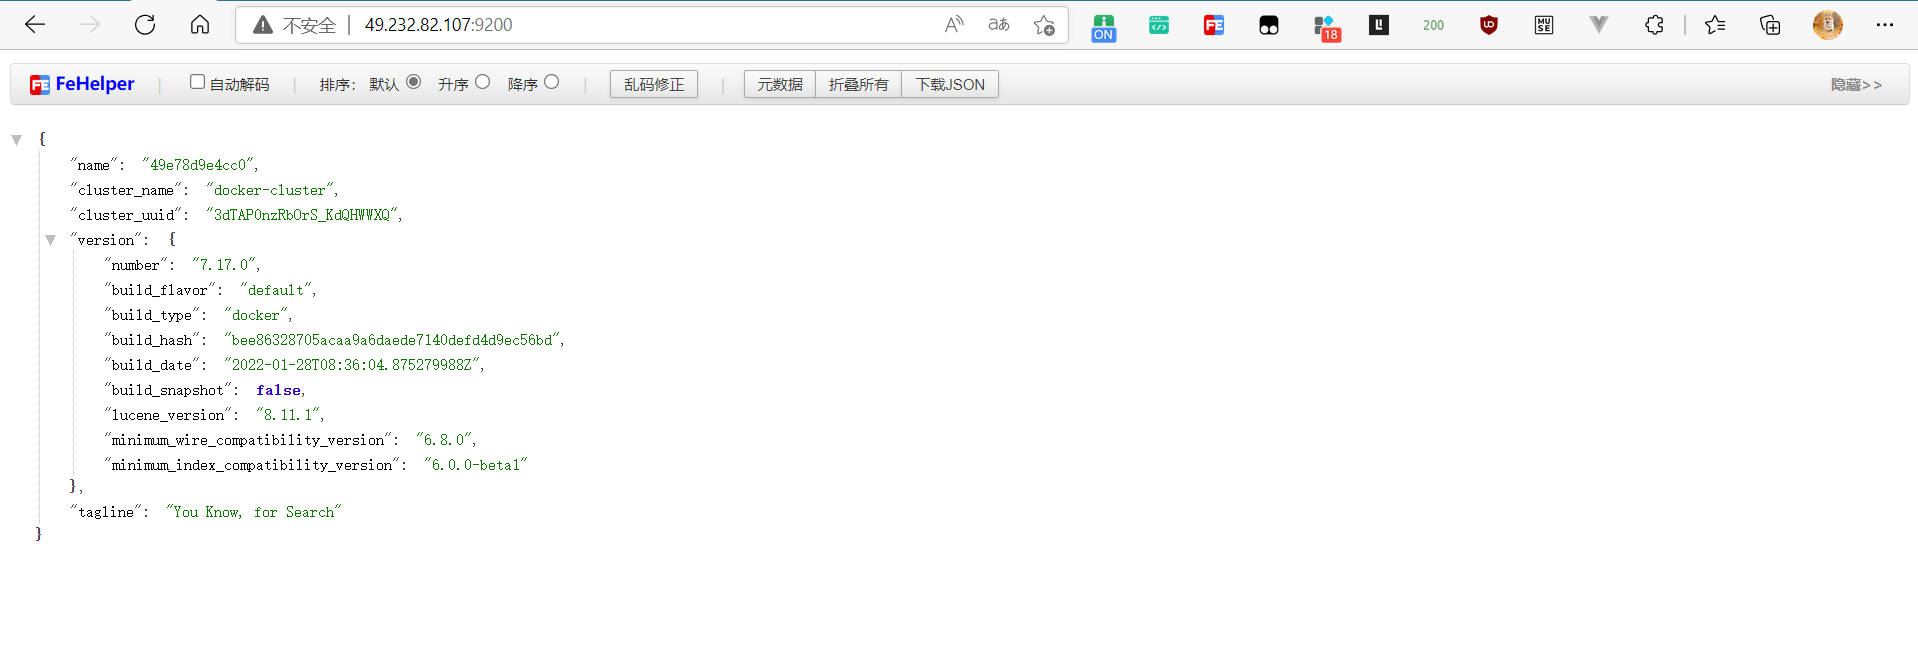 不安全 | 49.232.82.107:9200 A aあ ON 18 L 200 MUSE
FE FeHelper | 自动解码 | 排序: 默认 升序 降序 | 乱码修正 | 元数据 折叠所有 下载JSON 隐藏>>
{
"name": "49e78d9e4cc0",
"cluster_name": "docker-cluster",
"cluster_uuid": "3dTAP0nzRbOrS_KdQHWWXQ",
"version": {
"number": "7.17.0",
"build_flavor": "default",
"build_type": "docker",
"build_hash": "bee86328705acaa9a6daede7140defd4d9ec56bd",
"build_date": "2022-01-28T08:36:04.875279988Z",
"build_snapshot": false,
"lucene_version": "8.11.1",
"minimum_wire_compatibility_version": "6.8.0",
"minimum_index_compatibility_version": "6.0.0-beta1"
},
"tagline": "You Know, for Search"
}